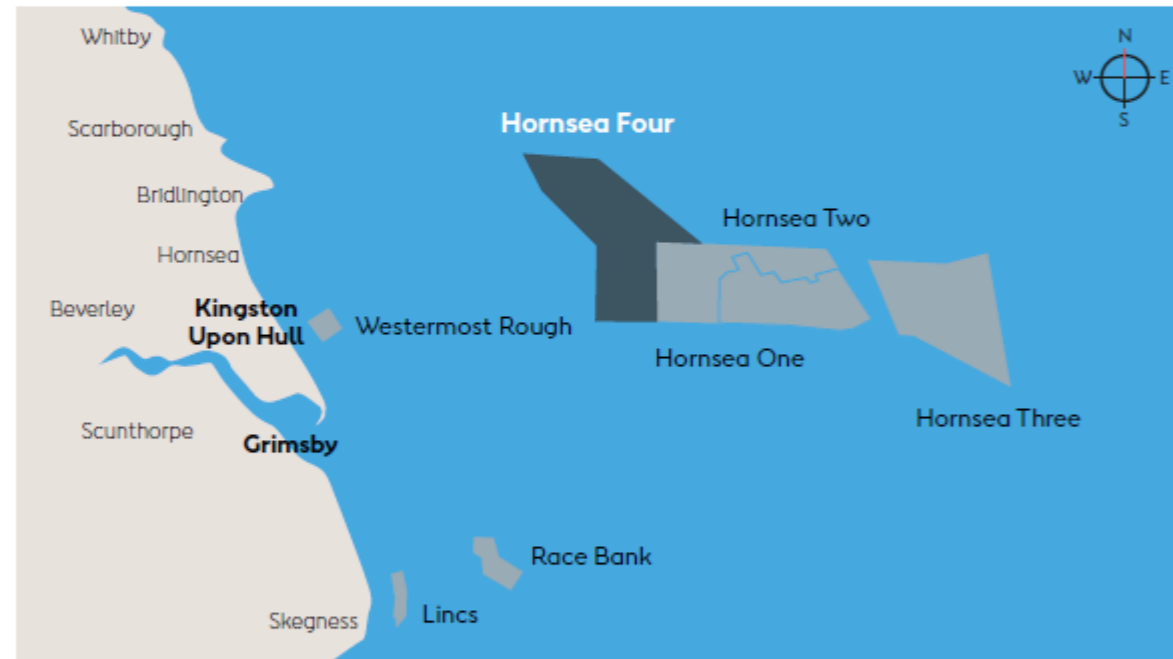 Whitby
N
W
E
S
Scarborough
Hornsea Four
Bridlington
Hornsea Two
Hornsea
Beverley
Kingston
Upon Hull
Westermost Rough
Hornsea One
Hornsea Three
Scunthorpe
Grimsby
Race Bank
Skegness
Lincs